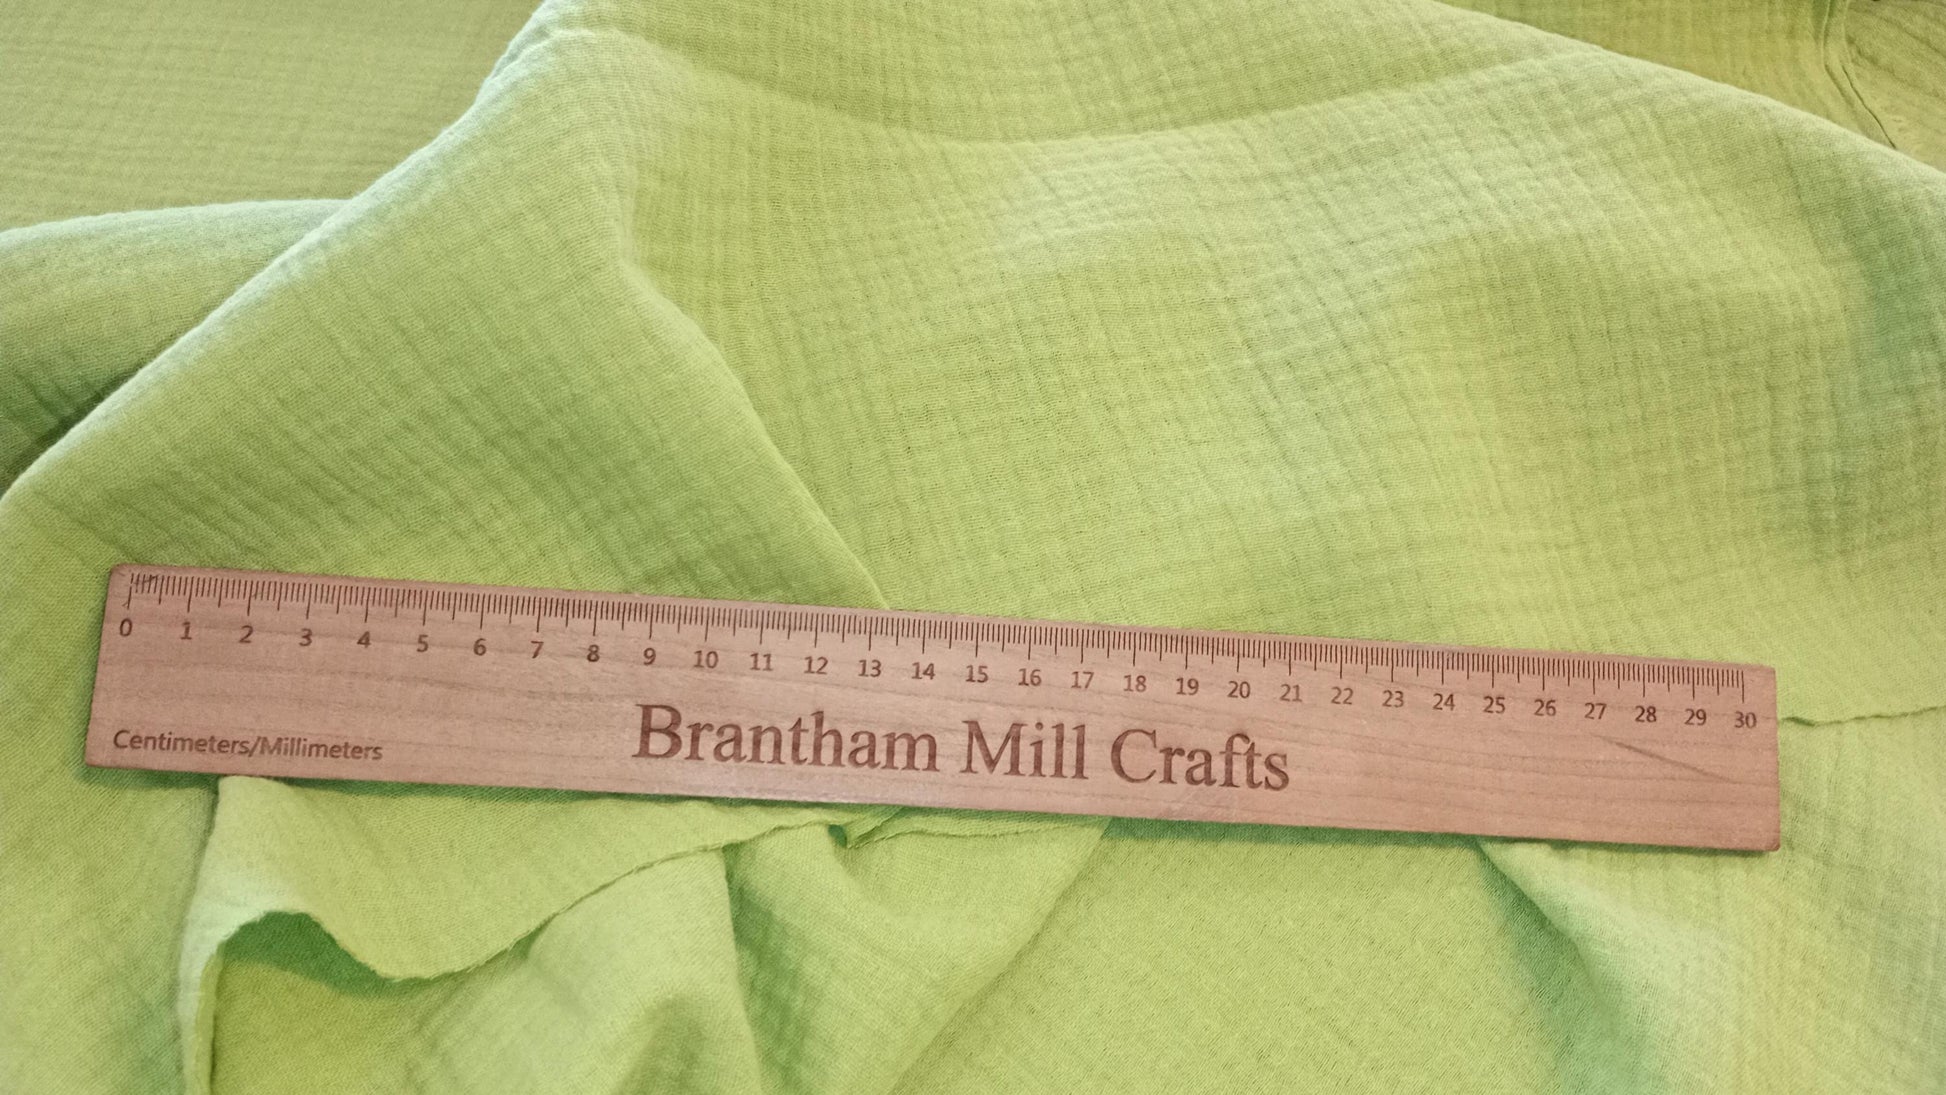 0 1 2 3 4 5 6 7 8 9 10 11 12 13 14 15 16 17 18 19 20 21 22 23 24 25 26 27 28 29 30
Centimeters/Millimeters
Brantham Mill Crafts